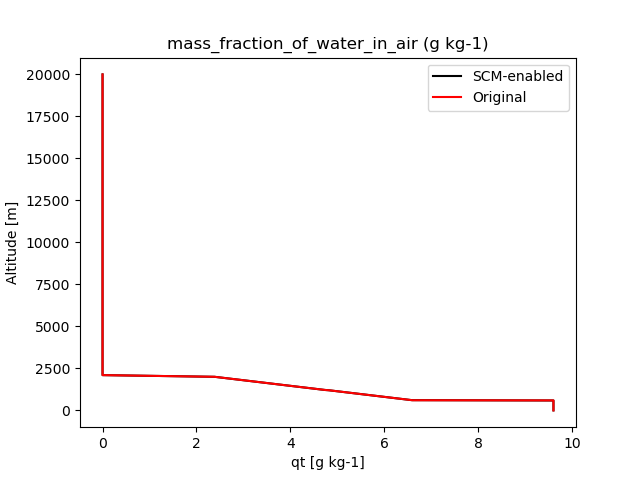 mass_fraction_of_water_in_air (g kg-1)
SCM-enabled
Original
20000
17500
15000
12500
10000
7500
5000
2500
0
Altitude [m]
0 2 4 6 8 10
qt [g kg-1]